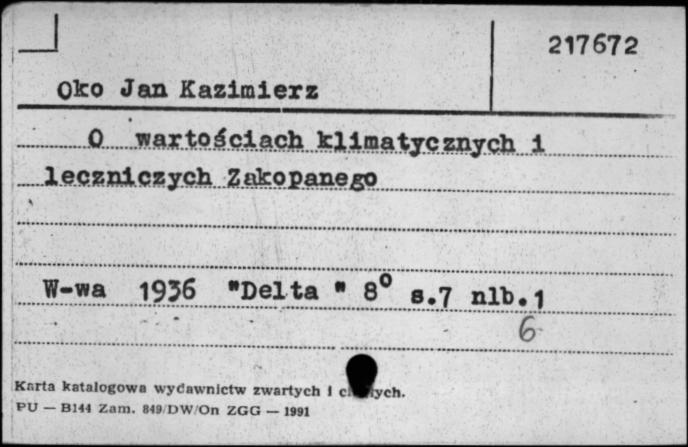 217672
Oko Jan Kazimierz
O wartościach klimatycznych i
leczniczych Zakopanego
W-wa 1936 "Delta " 8⁰ s.7 nlb.1
6
Karta katalogowa wydawnictw zwartych i
PU — B144 Zam. 849/DW/On ZGG — 1991